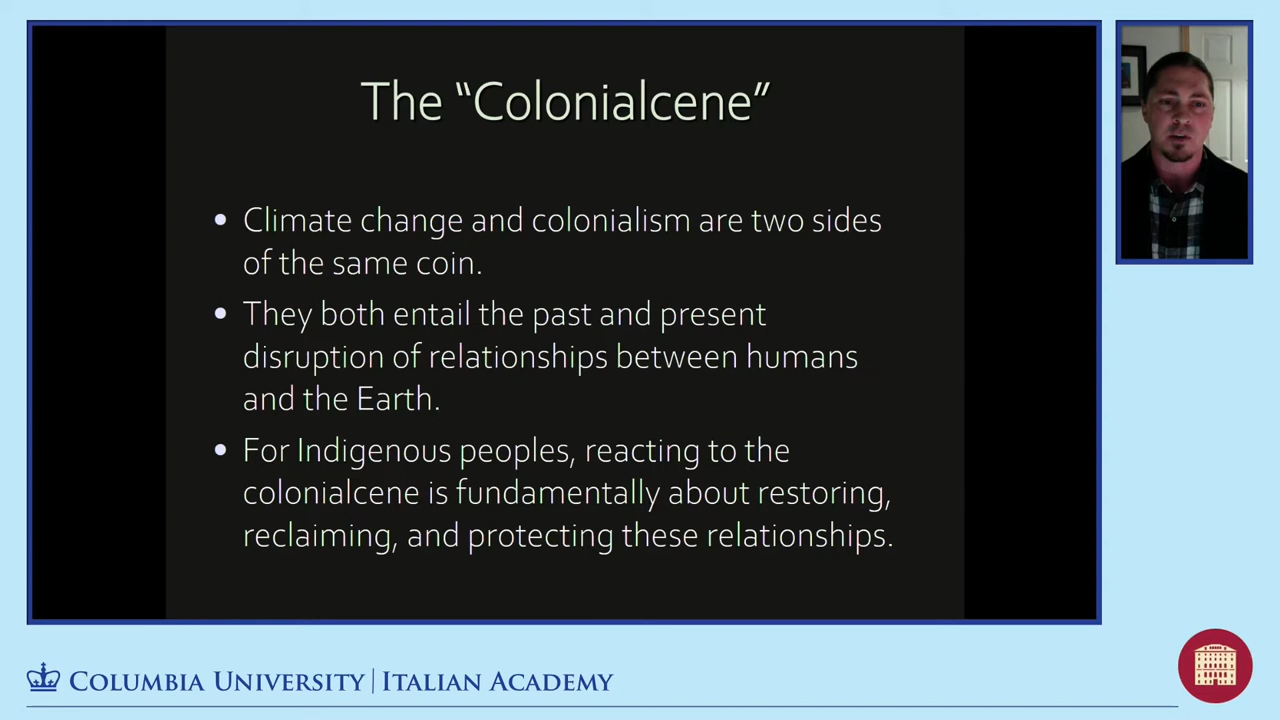 The “Colonialcene”
• Climate change and colonialism are two sides
of the same coin.
• They both entail the past and present
disruption of relationships between humans
and the Earth.
• For Indigenous peoples, reacting to the
colonialcene is fundamentally about restoring,
reclaiming, and protecting these relationships.
COLUMBIA UNIVERSITY | ITALIAN ACADEMY